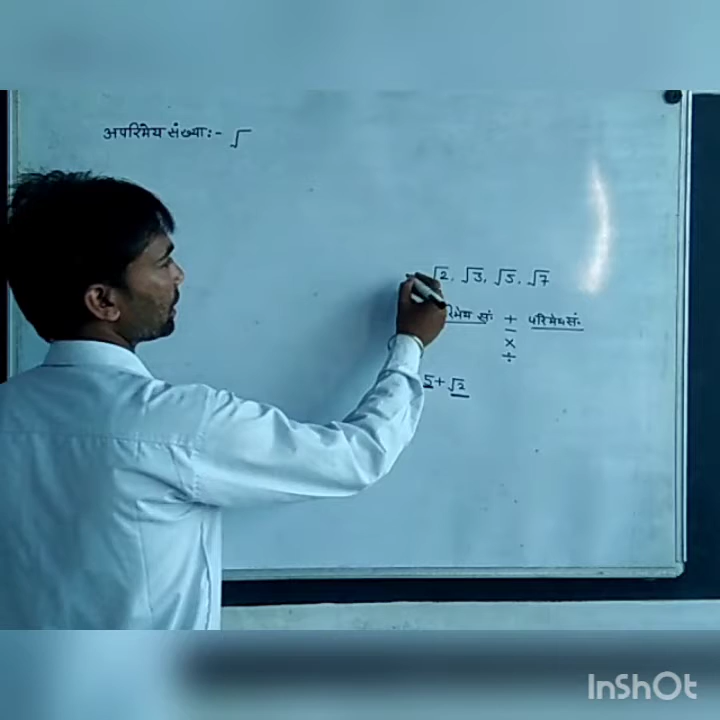 अपरिमेय संख्या:- √
√2, √3, √5, √7
सं. + परिमेय सं.
-
×
÷
5 + √2
InShOt